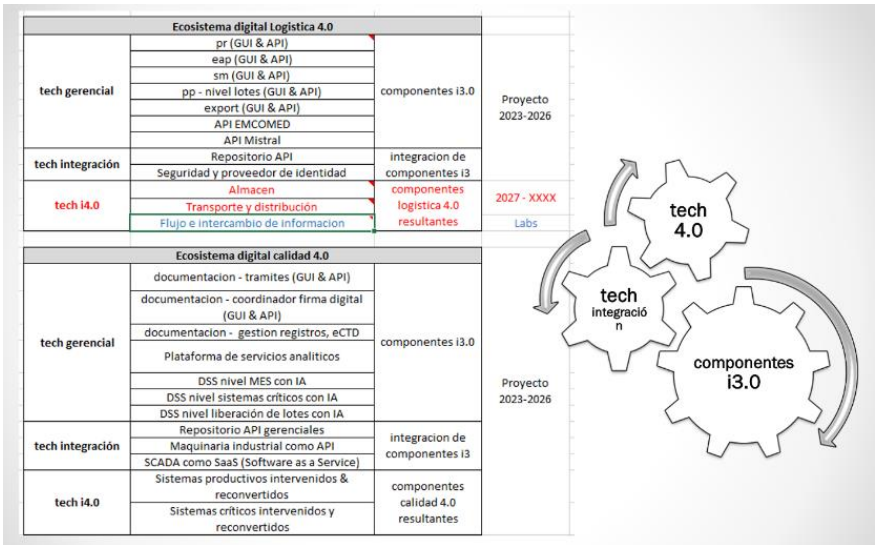 Ecosistema digital Logistica 4.0
tech gerencial
pr (GUI & API)
eap (GUI & API)
sm (GUI & API)
pp - nivel lotes (GUI & API)
export (GUI & API)
API EMCOMED
API Mistral
componentes i3.0
Proyecto
2023-2026
tech integración
Repositorio API
Seguridad y proveedor de identidad
integracion de
componentes i3
tech i4.0
Almacen
Transporte y distribución
Flujo e intercambio de informacion
componentes
logistica 4.0
resultantes
2027 - XXXX
Labs
Ecosistema digital calidad 4.0
tech gerencial
documentacion - tramites (GUI & API)
documentacion - coordinador firma digital
(GUI & API)
documentacion -  gestion registros, eCTD
Plataforma de servicios analiticos
DSS nivel MES con IA
DSS nivel sistemas críticos con IA
DSS nivel liberación de lotes con IA
componentes i3.0
Proyecto
2023-2026
tech integración
Repositorio API gerenciales
Maquinaria industrial como API
SCADA como SaaS (Software as a Service)
integracion de
componentes i3
tech i4.0
Sistemas productivos intervenidos &
reconvertidos
Sistemas críticos intervenidos y
reconvertidos
componentes
calidad 4.0
resultantes
tech
4.0
tech
integració
n
componentes
i3.0